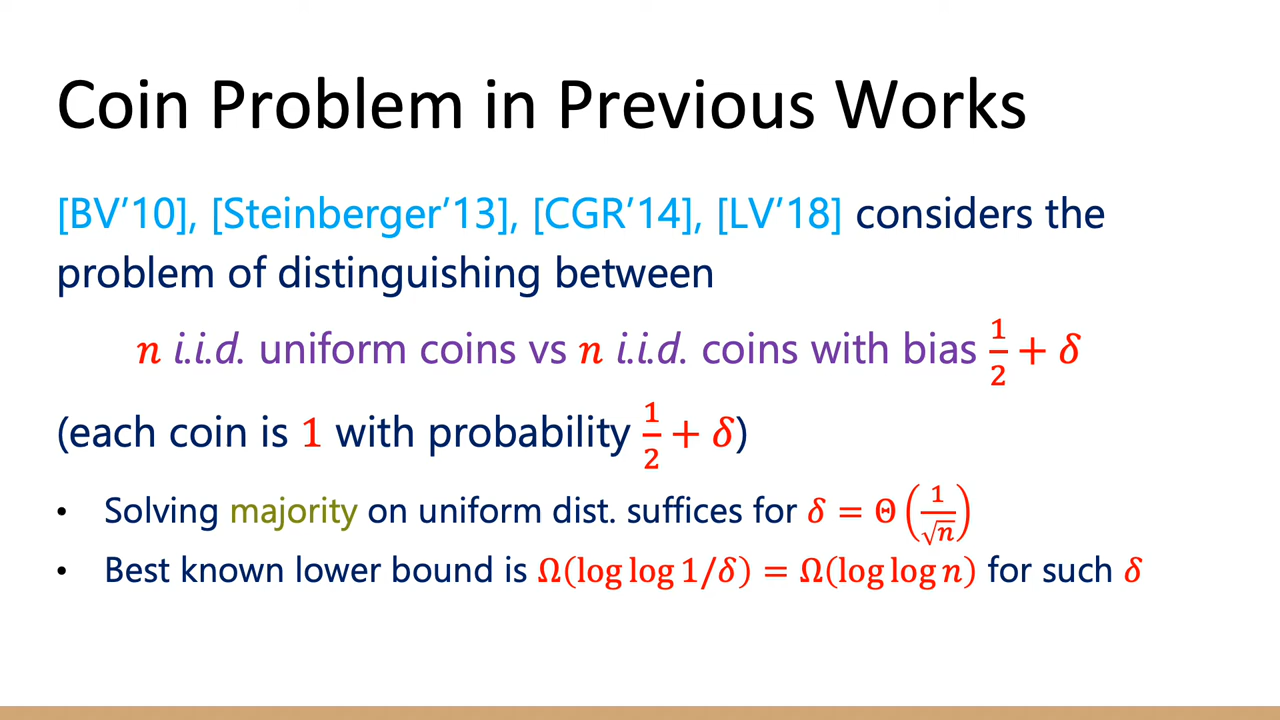 Coin Problem in Previous Works
[BV’10], [Steinberger’13], [CGR’14], [LV’18] considers the
problem of distinguishing between
n i.i.d. uniform coins vs n i.i.d. coins with bias 1/2 + δ
(each coin is 1 with probability 1/2 + δ)
• Solving majority on uniform dist. suffices for δ = Θ(1/√n)
• Best known lower bound is Ω(log log 1/δ) = Ω(log log n) for such δ